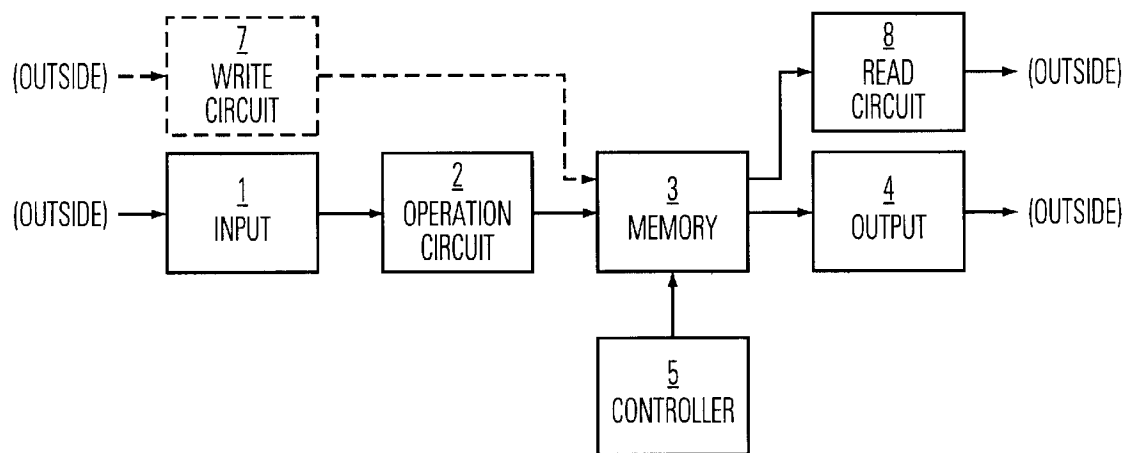 7
(OUTSIDE)
WRITE
CIRCUIT
8
READ
CIRCUIT
(OUTSIDE)
(OUTSIDE)
1
INPUT
2
OPERATION
CIRCUIT
3
MEMORY
4
OUTPUT
(OUTSIDE)
5
CONTROLLER